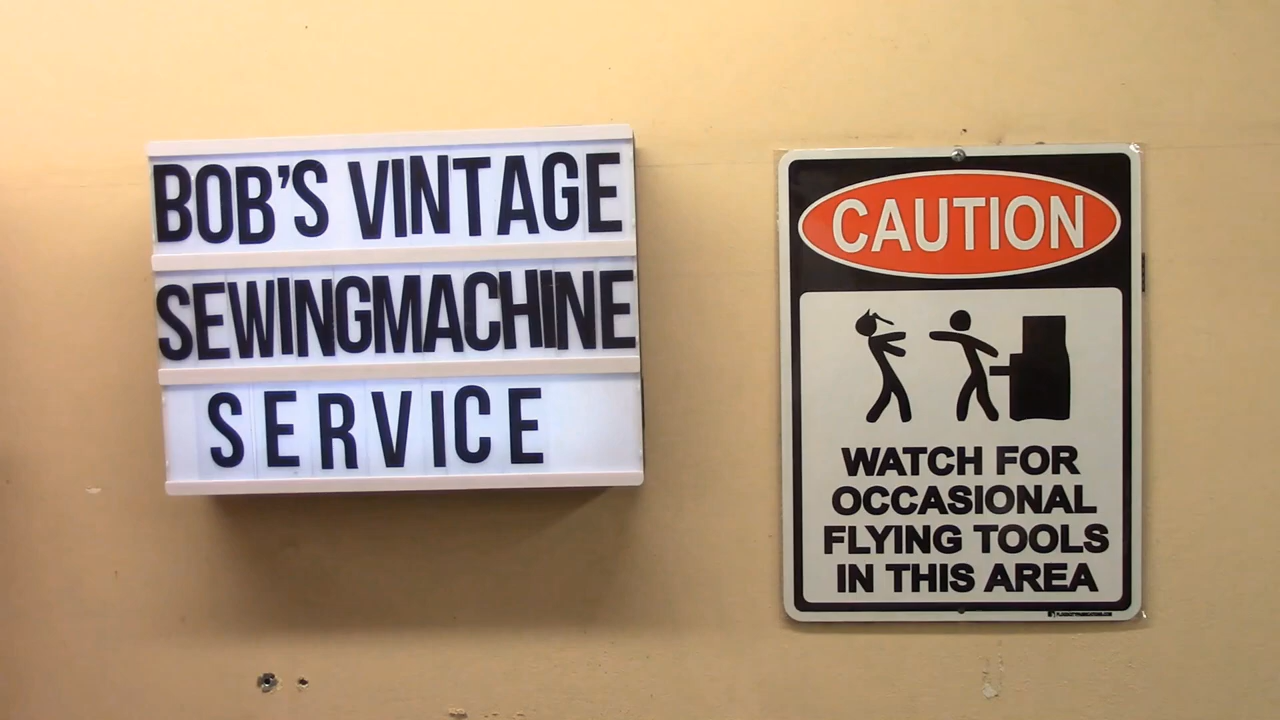 BOB'S VINTAGE
SEWINGMACHINE
SERVICE
CAUTION
WATCH FOR
OCCASIONAL
FLYING TOOLS
IN THIS AREA